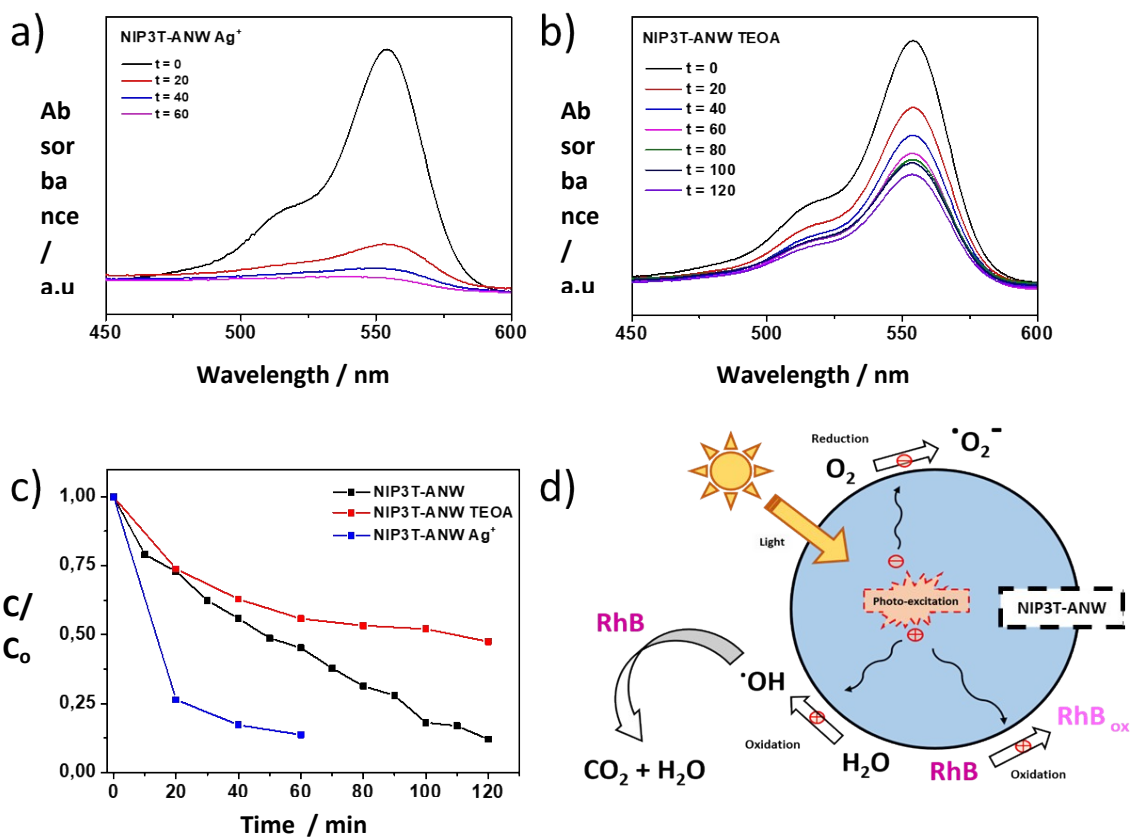 a)
NIP3T-ANW Ag⁺
t = 0
t = 20
t = 40
t = 60
Ab
sor
ba
nce
/
a.u
450 500 550 600
Wavelength / nm
b)
NIP3T-ANW TEOA
t = 0
t = 20
t = 40
t = 60
t = 80
t = 100
t = 120
Ab
sor
ba
nce
/
a.u
450 500 550 600
Wavelength / nm
c)
NIP3T-ANW
NIP3T-ANW TEOA
NIP3T-ANW Ag⁺
1,00
0,75
0,50
0,25
0,00
C/
C₀
0 20 40 60 80 100 120
Time / min
d)
Reduction
O₂
•O₂⁻
Light
Photo-excitation
NIP3T-ANW
RhB
•OH
Oxidation
H₂O
CO₂ + H₂O
RhB
RhB ox
Oxidation